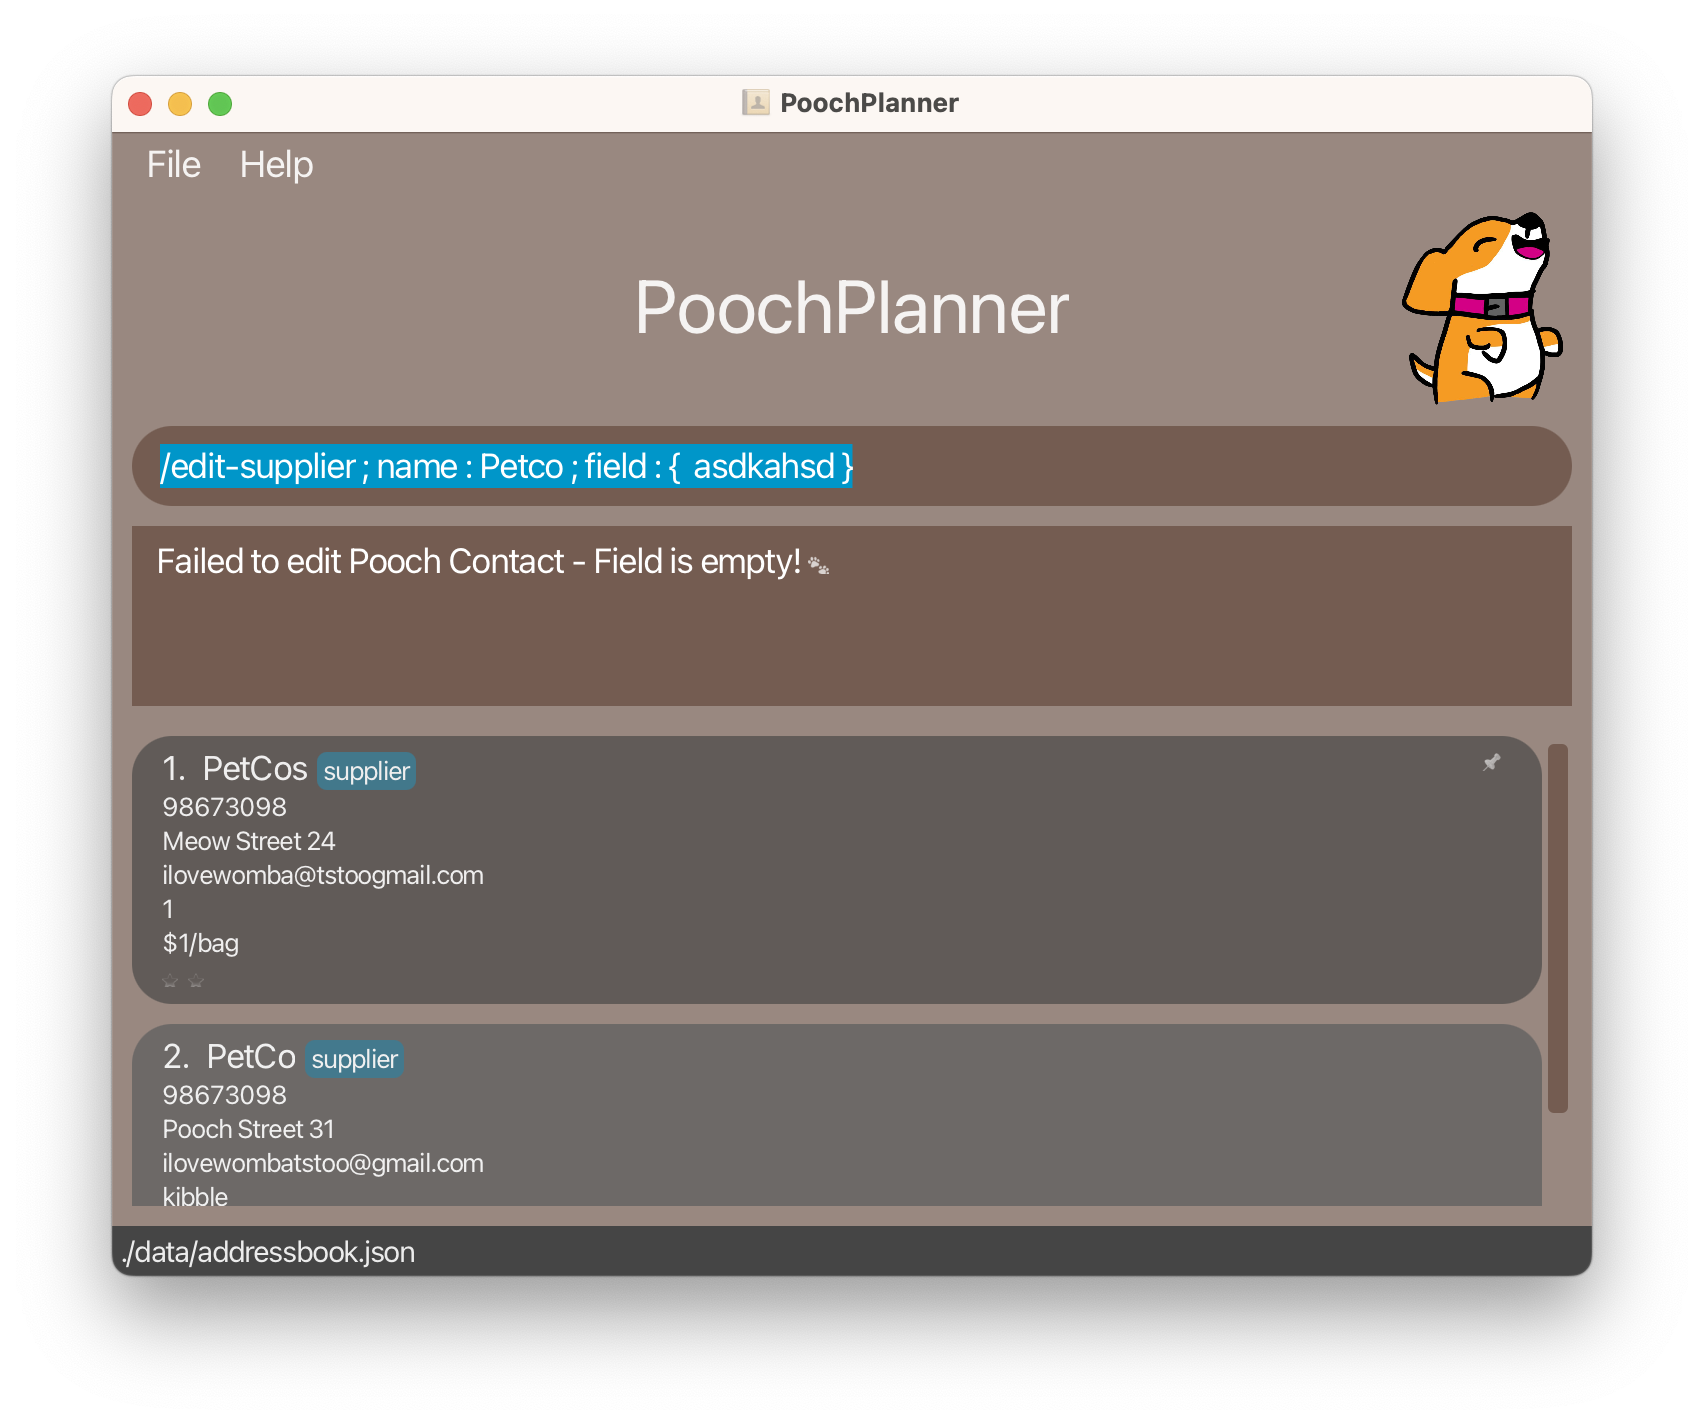 PoochPlanner
File Help
PoochPlanner
/edit-supplier ; name : Petco ; field : {  asdkahsd }
Failed to edit Pooch Contact - Field is empty! 🐾
1. PetCos supplier
98673098
Meow Street 24
ilovewomba@tstoogmail.com
1
$1/bag
☆ ☆
2. PetCo supplier
98673098
Pooch Street 31
ilovewombatstoo@gmail.com
kibble
./data/addressbook.json